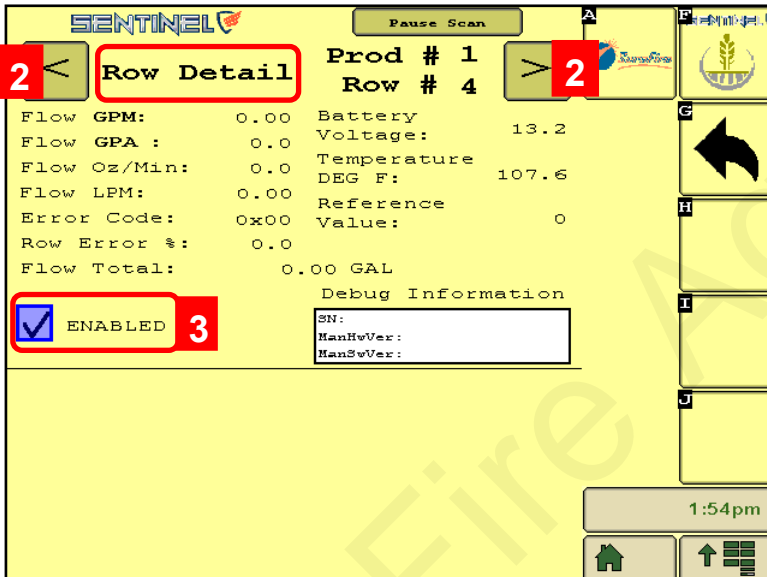 SENTINEL
Pause Scan
A
F
2
<
Row Detail
Prod # 1
Row # 4
>
2
SureFire
Flow GPM: 0.00
Flow GPA : 0.0
Flow Oz/Min: 0.0
Flow LPM: 0.00
Error Code: 0x00
Row Error %: 0.0
Flow Total: 0.00 GAL
Battery
Voltage: 13.2
Temperature
DEG F: 107.6
Reference
Value: 0
G
H
Debug Information
ENABLED
3
SN:
ManHwVer:
ManSwVer:
I
J
Fire
1:54pm